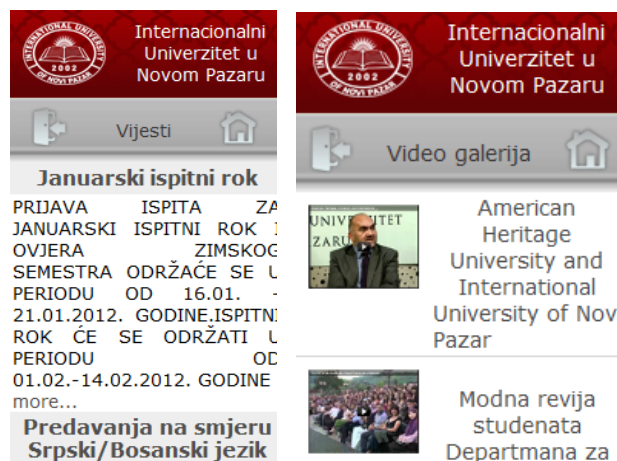 INTERNATIONAL UNIVERSITY
2002
OF NOVI PAZAR
Internacionalni
Univerzitet u
Novom Pazaru
Vijesti
Januarski ispitni rok
PRIJAVA ISPITA ZA
JANUARSKI ISPITNI ROK I
OVJERA ZIMSKOG
SEMESTRA ODRŽAĆE SE U
PERIODU OD 16.01. -
21.01.2012. GODINE.ISPITNI
ROK ĆE SE ODRŽATI U
PERIODU OD
01.02.-14.02.2012. GODINE
more...
Predavanja na smjeru
Srpski/Bosanski jezik
INTERNATIONAL UNIVERSITY
2002
OF NOVI PAZAR
Internacionalni
Univerzitet u
Novom Pazaru
Video galerija
UNIVERZITET
ZARU
American
Heritage
University and
International
University of Nov
Pazar
Modna revija
studenata
Departmana za